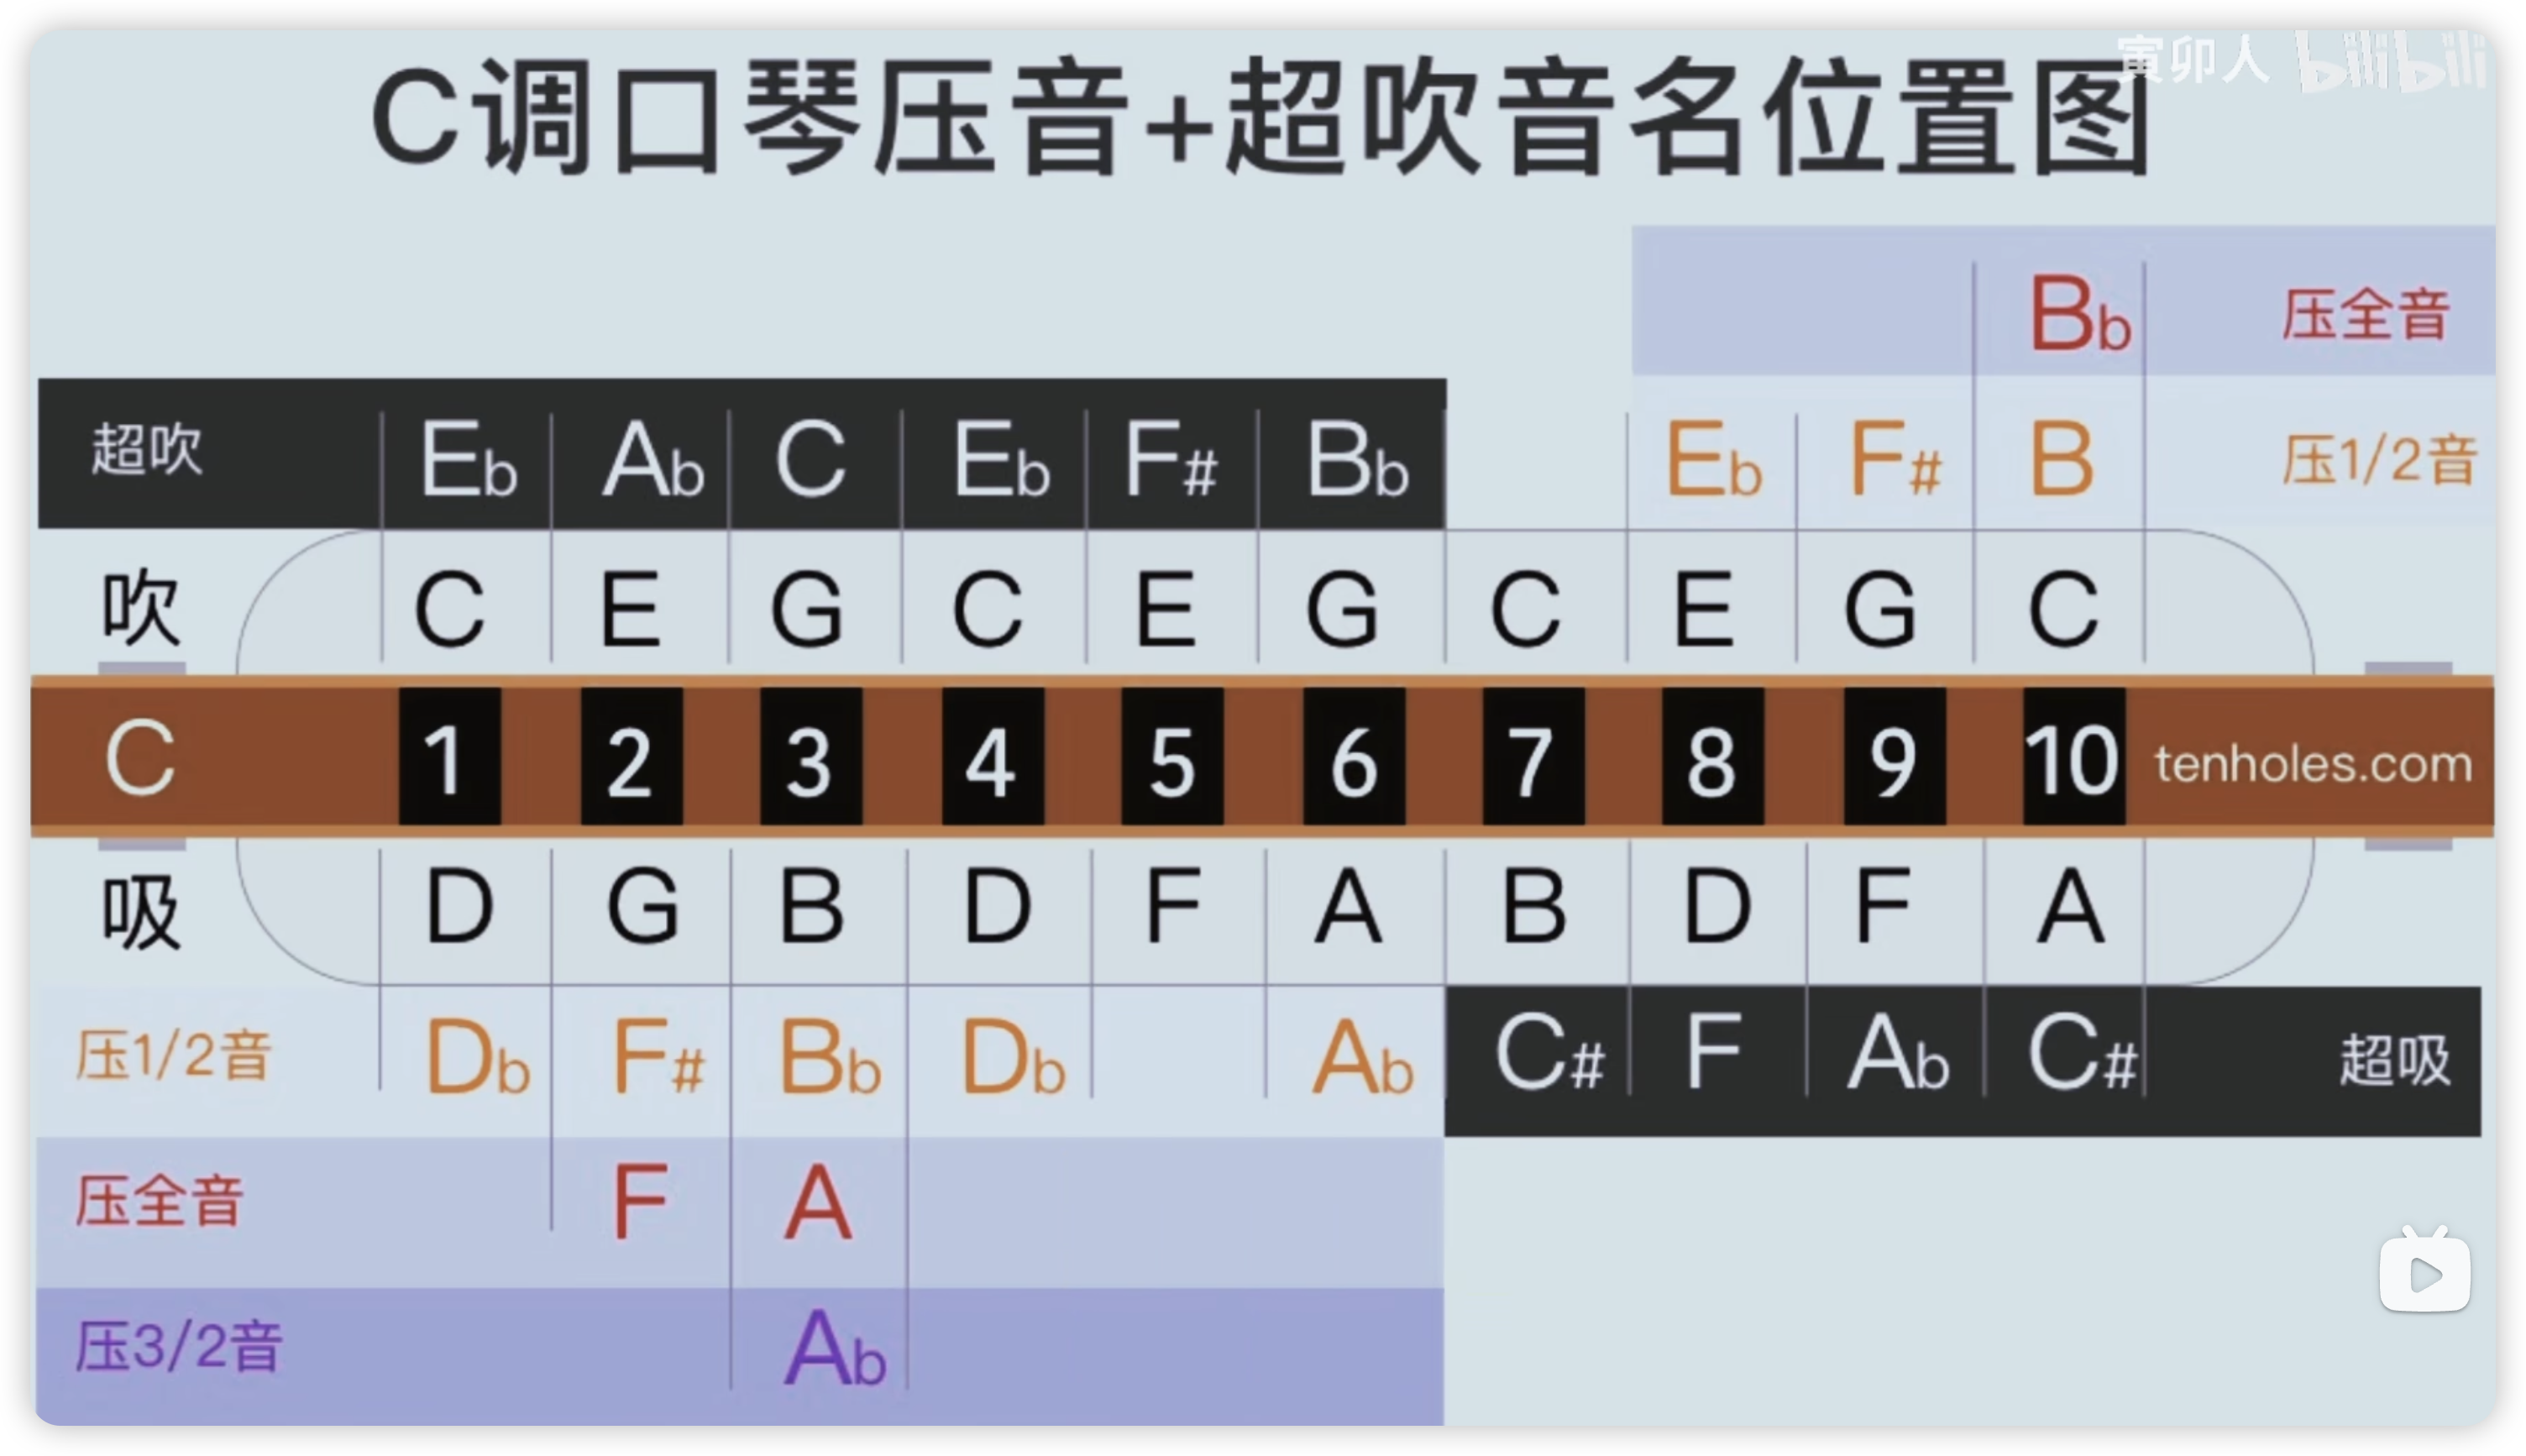 寅卯人 bilibili
C调口琴压音+超吹音名位置图
Bb 压全音
超吹 Eb Ab C Eb F# Bb Eb F# B 压1/2音
吹 C E G C E G C E G C
C 1 2 3 4 5 6 7 8 9 10 tenholes.com
吸 D G B D F A B D F A
压1/2音 Db F# Bb Db Ab C# F Ab C# 超吸
压全音 F A
压3/2音 Ab